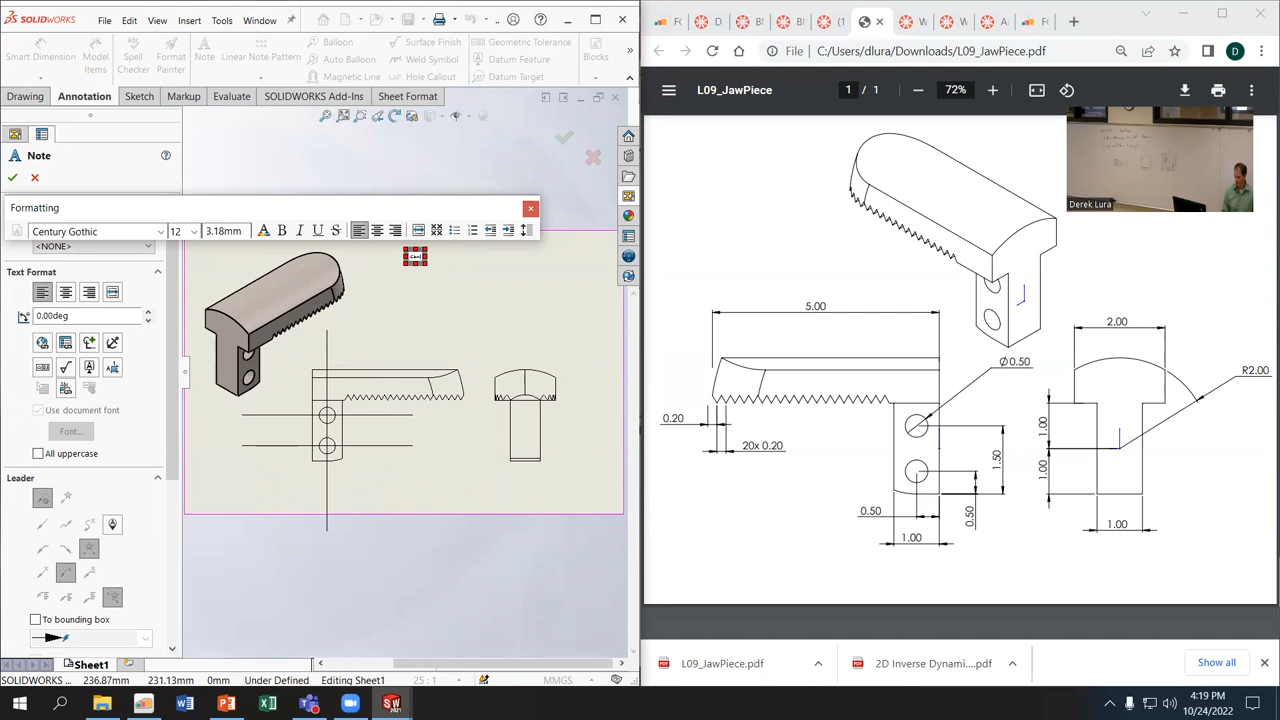 SOLIDWORKS
File
Edit
View
Insert
Tools
Window
Smart Dimension
Model Items
Spell Checker
Format Painter
Note
Linear Note Pattern
Balloon
Auto Balloon
Magnetic Line
Surface Finish
Weld Symbol
Hole Callout
Geometric Tolerance
Datum Feature
Datum Target
Blocks
Drawing
Annotation
Sketch
Markup
Evaluate
SOLIDWORKS Add-Ins
Sheet Format
Note
Formatting
Century Gothic
12
3.18mm
B
I
U
S
<NONE>
Text Format
0.00deg
Use document font
Font...
All uppercase
Leader
To bounding box
Sheet1
SOLIDWORKS ...
236.87mm
231.13mm
0mm
Under Defined
Editing Sheet1
25 : 1
MMGS
File
C:/Users/dlura/Downloads/L09_JawPiece.pdf
D
L09_JawPiece
1 / 1
72%
Derek Lura
5.00
2.00
Ø0.50
R2.00
0.20
20x 0.20
1.00
1.50
1.00
0.50
0.50
1.00
1.00
L09_JawPiece.pdf
2D Inverse Dynami....pdf
Show all
4:19 PM
10/24/2022